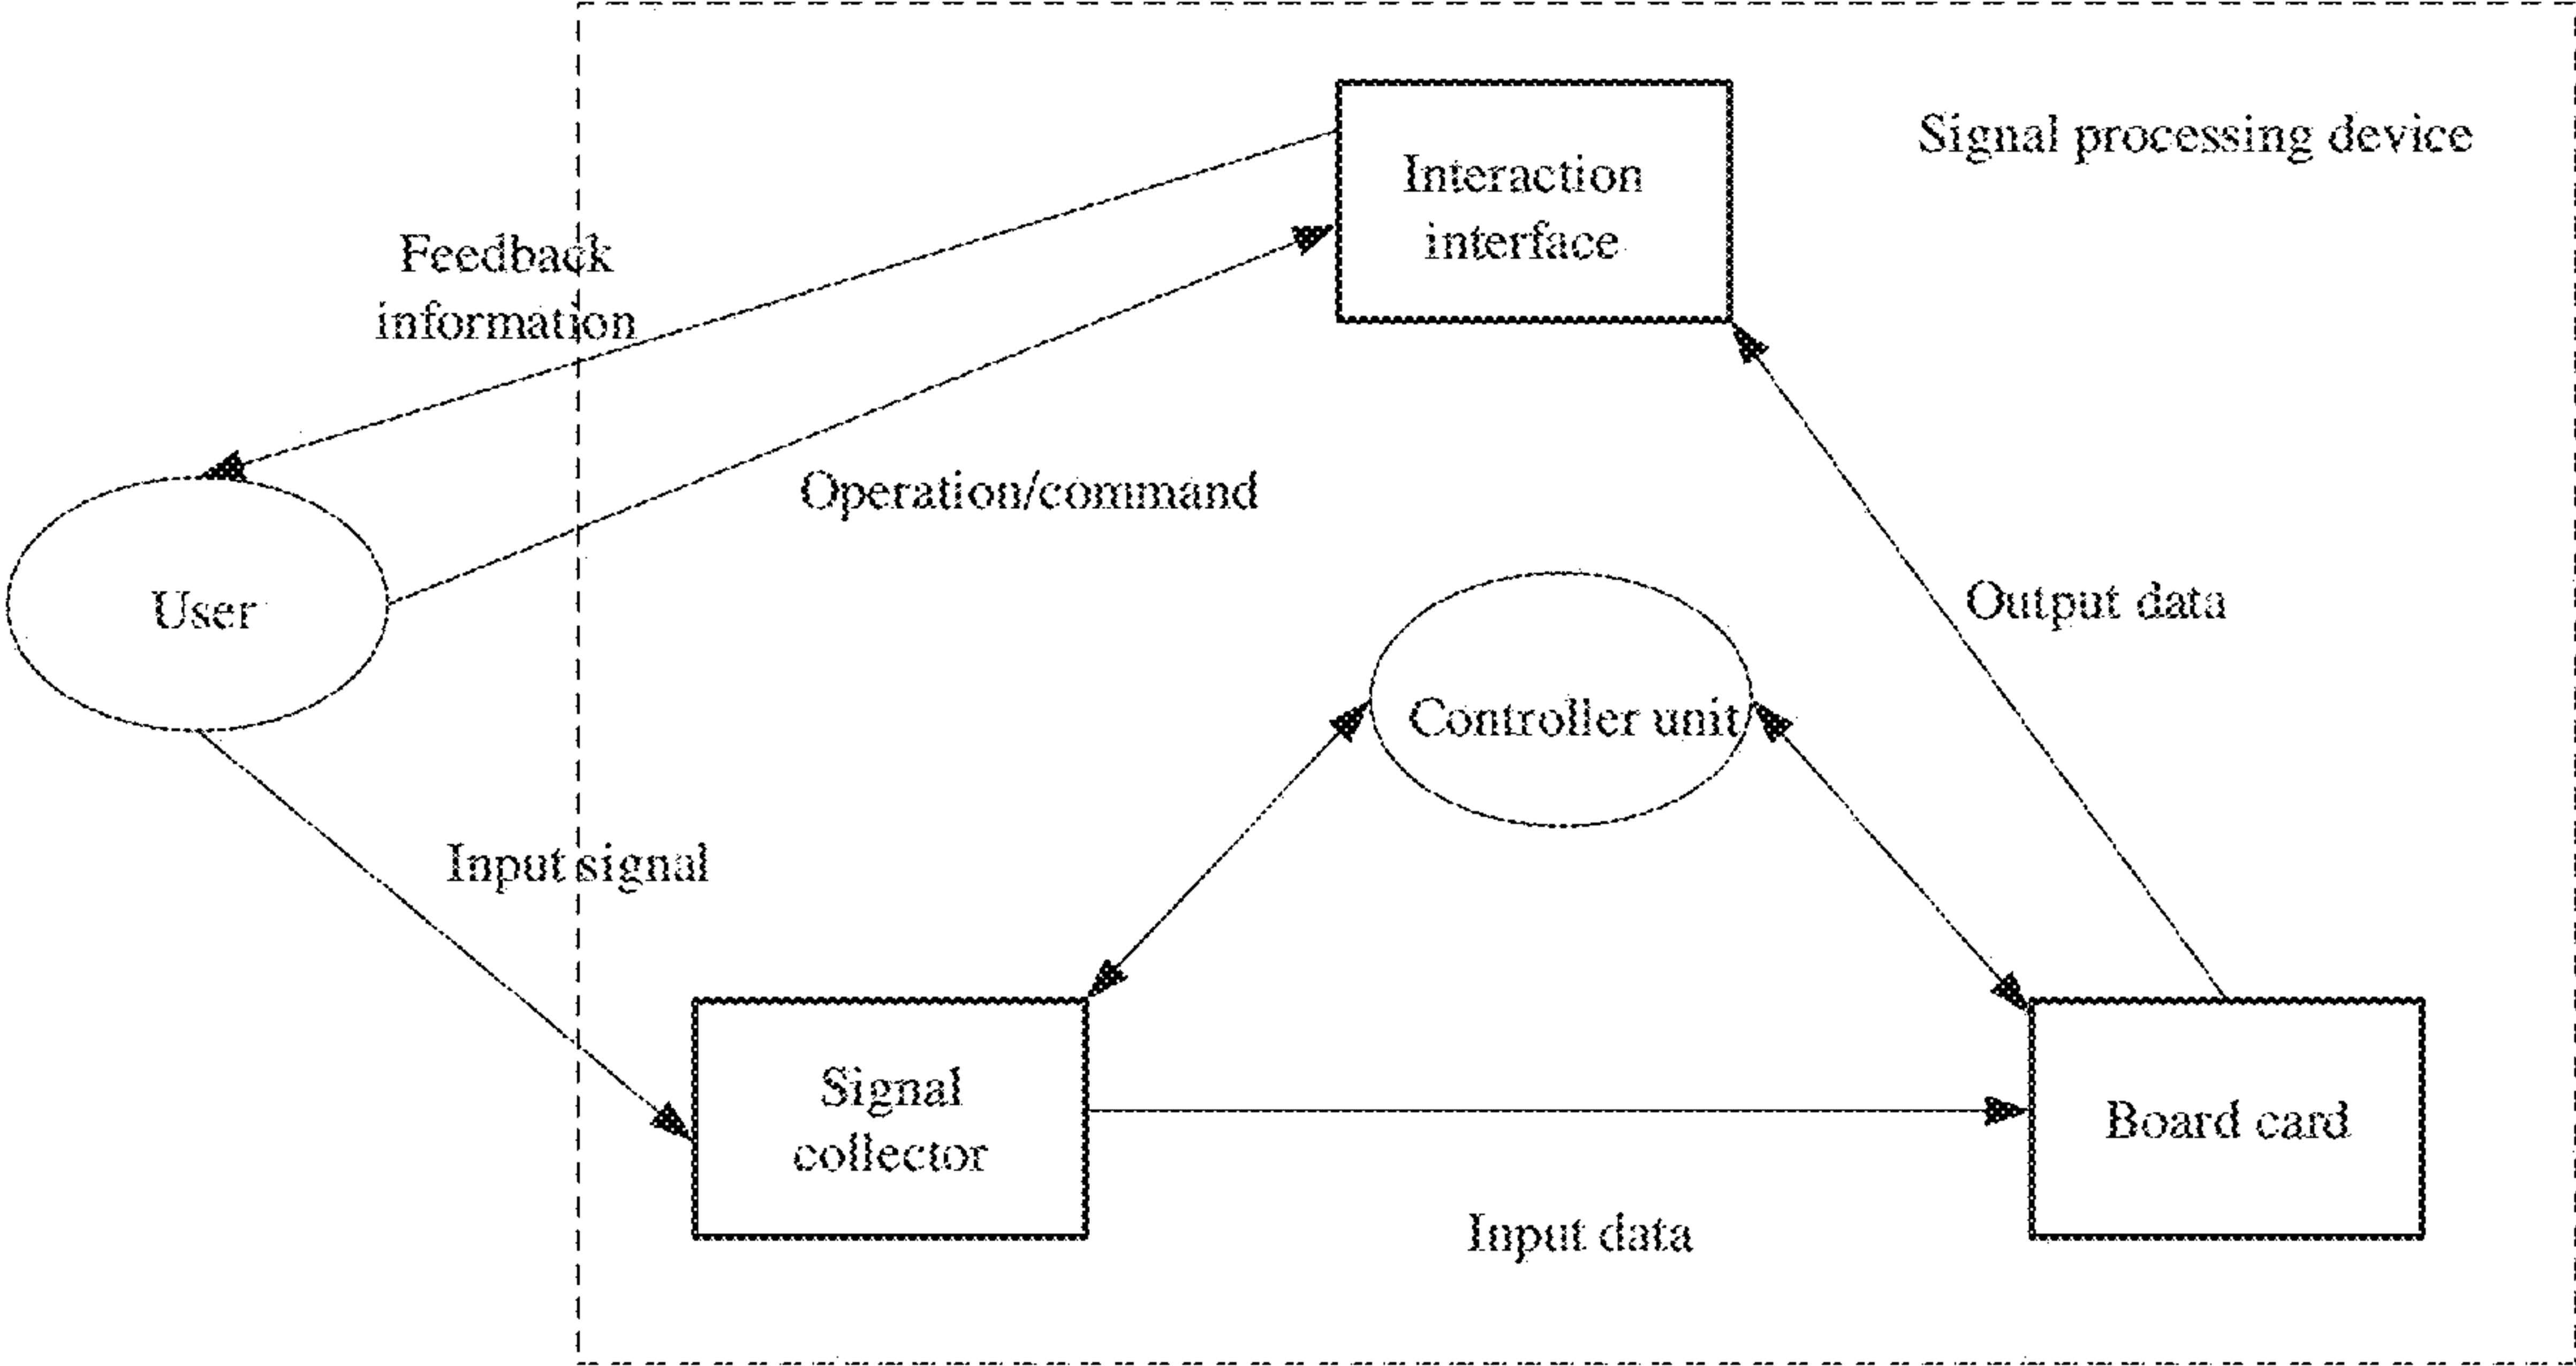 Signal processing device
Interaction
interface
Feedback
information
Operation/command
User
Output data
Controller unit
Input signal
Signal
collector
Board card
Input data